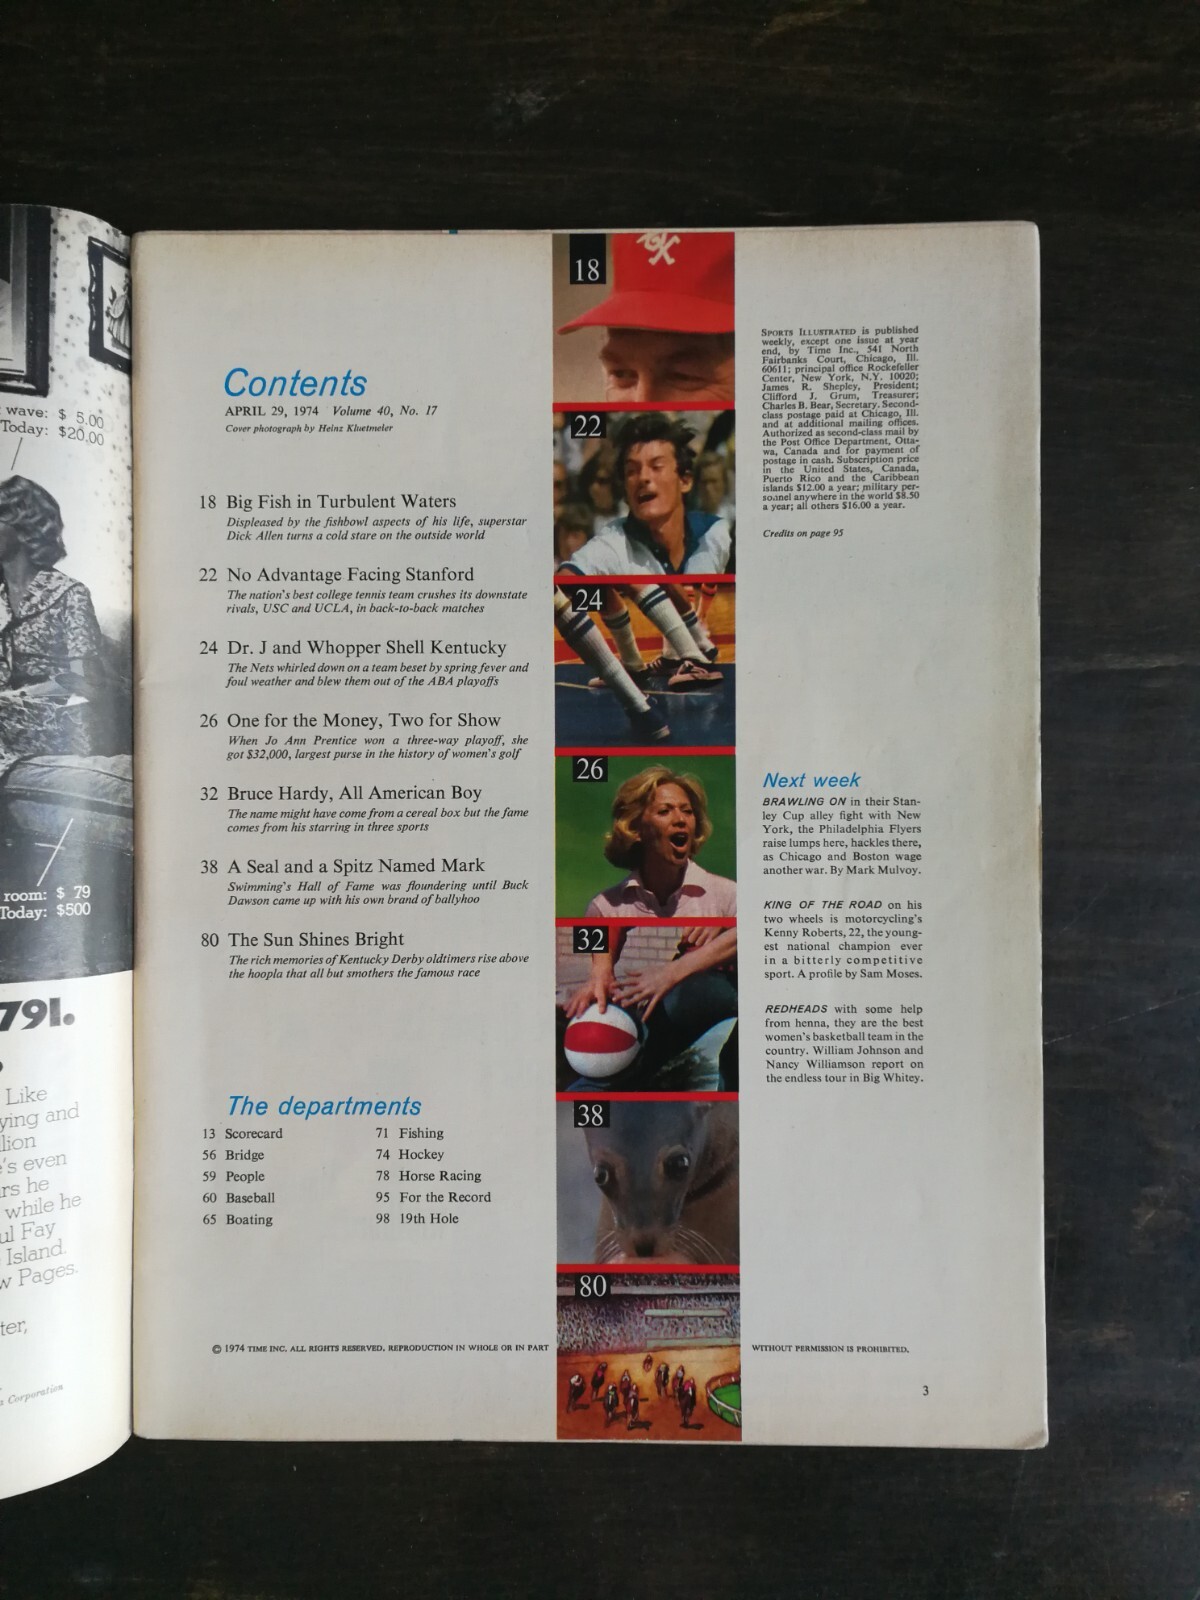 wave: $ 5.00
Today: $20.00
room: $ 79
Today: $500
791.
Like
ying and
lion
's even
rs he
while he
ul Fay
Island.
w Pages.
ter,
Corporation
Contents
APRIL 29, 1974 Volume 40, No. 17
Cover photograph by Heinz Kluetmeier
18 Big Fish in Turbulent Waters
Displeased by the fishbowl aspects of his life, superstar
Dick Allen turns a cold stare on the outside world
22 No Advantage Facing Stanford
The nation's best college tennis team crushes its downstate
rivals, USC and UCLA, in back-to-back matches
24 Dr. J and Whopper Shell Kentucky
The Nets whirled down on a team beset by spring fever and
foul weather and blew them out of the ABA playoffs
26 One for the Money, Two for Show
When Jo Ann Prentice won a three-way playoff, she
got $32,000, largest purse in the history of women's golf
32 Bruce Hardy, All American Boy
The name might have come from a cereal box but the fame
comes from his starring in three sports
38 A Seal and a Spitz Named Mark
Swimming's Hall of Fame was floundering until Buck
Dawson came up with his own brand of ballyhoo
80 The Sun Shines Bright
The rich memories of Kentucky Derby oldtimers rise above
the hoopla that all but smothers the famous race
The departments
13 Scorecard
56 Bridge
59 People
60 Baseball
65 Boating
71 Fishing
74 Hockey
78 Horse Racing
95 For the Record
98 19th Hole
18
22
24
26
32
38
80
SPORTS ILLUSTRATED is published
weekly, except one issue at year
end, by Time Inc., 541 North
Fairbanks Court, Chicago, Ill.
60611; principal office Rockefeller
Center, New York, N.Y. 10020;
James R. Shepley, President;
Clifford J. Grum, Treasurer;
Charles B. Bear, Secretary. Second-
class postage paid at Chicago, Ill.
and at additional mailing offices.
Authorized as second-class mail by
the Post Office Department, Otta-
wa, Canada and for payment of
postage in cash. Subscription price
in the United States, Canada,
Puerto Rico and the Caribbean
islands $12.00 a year; military per-
sonnel anywhere in the world $8.50
a year; all others $16.00 a year.
Credits on page 95
Next week
BRAWLING ON in their Stan-
ley Cup alley fight with New
York, the Philadelphia Flyers
raise lumps here, hackles there,
as Chicago and Boston wage
another war. By Mark Mulvoy.
KING OF THE ROAD on his
two wheels is motorcycling's
Kenny Roberts, 22, the young-
est national champion ever
in a bitterly competitive
sport. A profile by Sam Moses.
REDHEADS with some help
from henna, they are the best
women's basketball team in the
country. William Johnson and
Nancy Williamson report on
the endless tour in Big Whitey.
© 1974 TIME INC. ALL RIGHTS RESERVED. REPRODUCTION IN WHOLE OR IN PART WITHOUT PERMISSION IS PROHIBITED.
3